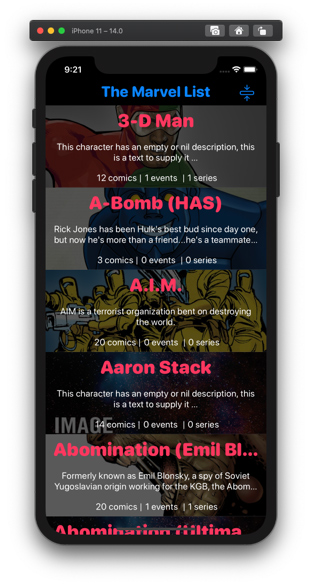 iPhone 11 – 14.0
9:21
The Marvel List
3-D Man
This character has an empty or nil description, this
is a text to supply it ...
12 comics | 1 events | 1 series
A-Bomb (HAS)
Rick Jones has been Hulk's best bud since day one,
but now he's more than a friend...he's a teammate...
3 comics | 0 events | 0 series
A.I.M.
AIM is a terrorist organization bent on destroying
the world.
20 comics | 0 events | 0 series
Aaron Stack
This character has an empty or nil description, this
is a text to supply it ...
IMAGE
14 comics | 0 events | 0 series
Abomination (Emil Bl...
Formerly known as Emil Blonsky, a spy of Soviet
Yugoslavian origin working for the KGB, the Abom...
20 comics | 1 events | 1 series
Abomination (Ultima